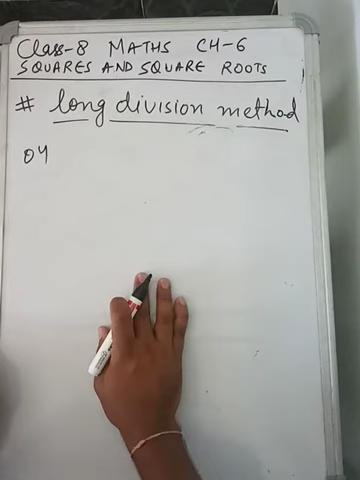 Class-8 MATHS CH-6
SQUARES AND SQUARE ROOTS
# long division method
04